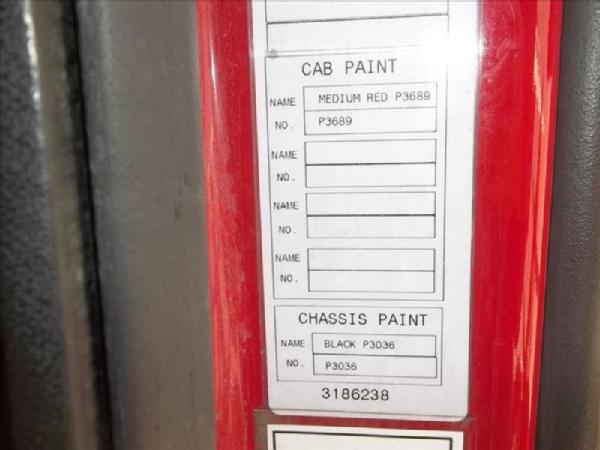 CAB PAINT
NAME MEDIUM RED P3689
NO. P3689
NAME
NO.
NAME
NO.
NAME
NO.
CHASSIS PAINT
NAME BLACK P3036
NO. P3036
3186238